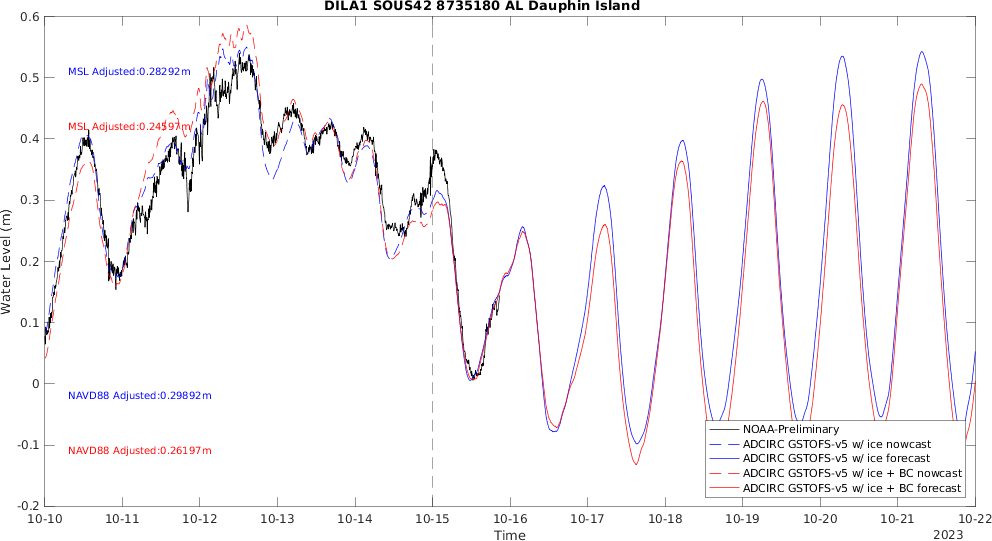 DILA1 SOUS42 8735180 AL Dauphin Island
0.6
0.5
0.4
0.3
0.2
0.1
0
-0.1
-0.2
Water Level (m)
MSL Adjusted:0.28292m
MSL Adjusted:0.24597m
NAVD88 Adjusted:0.29892m
NAVD88 Adjusted:0.26197m
NOAA-Preliminary
ADCIRC GSTOFS-v5 w/ ice nowcast
ADCIRC GSTOFS-v5 w/ ice forecast
ADCIRC GSTOFS-v5 w/ ice + BC nowcast
ADCIRC GSTOFS-v5 w/ ice + BC forecast
10-10 10-11 10-12 10-13 10-14 10-15 10-16 10-17 10-18 10-19 10-20 10-21 10-22
Time
2023